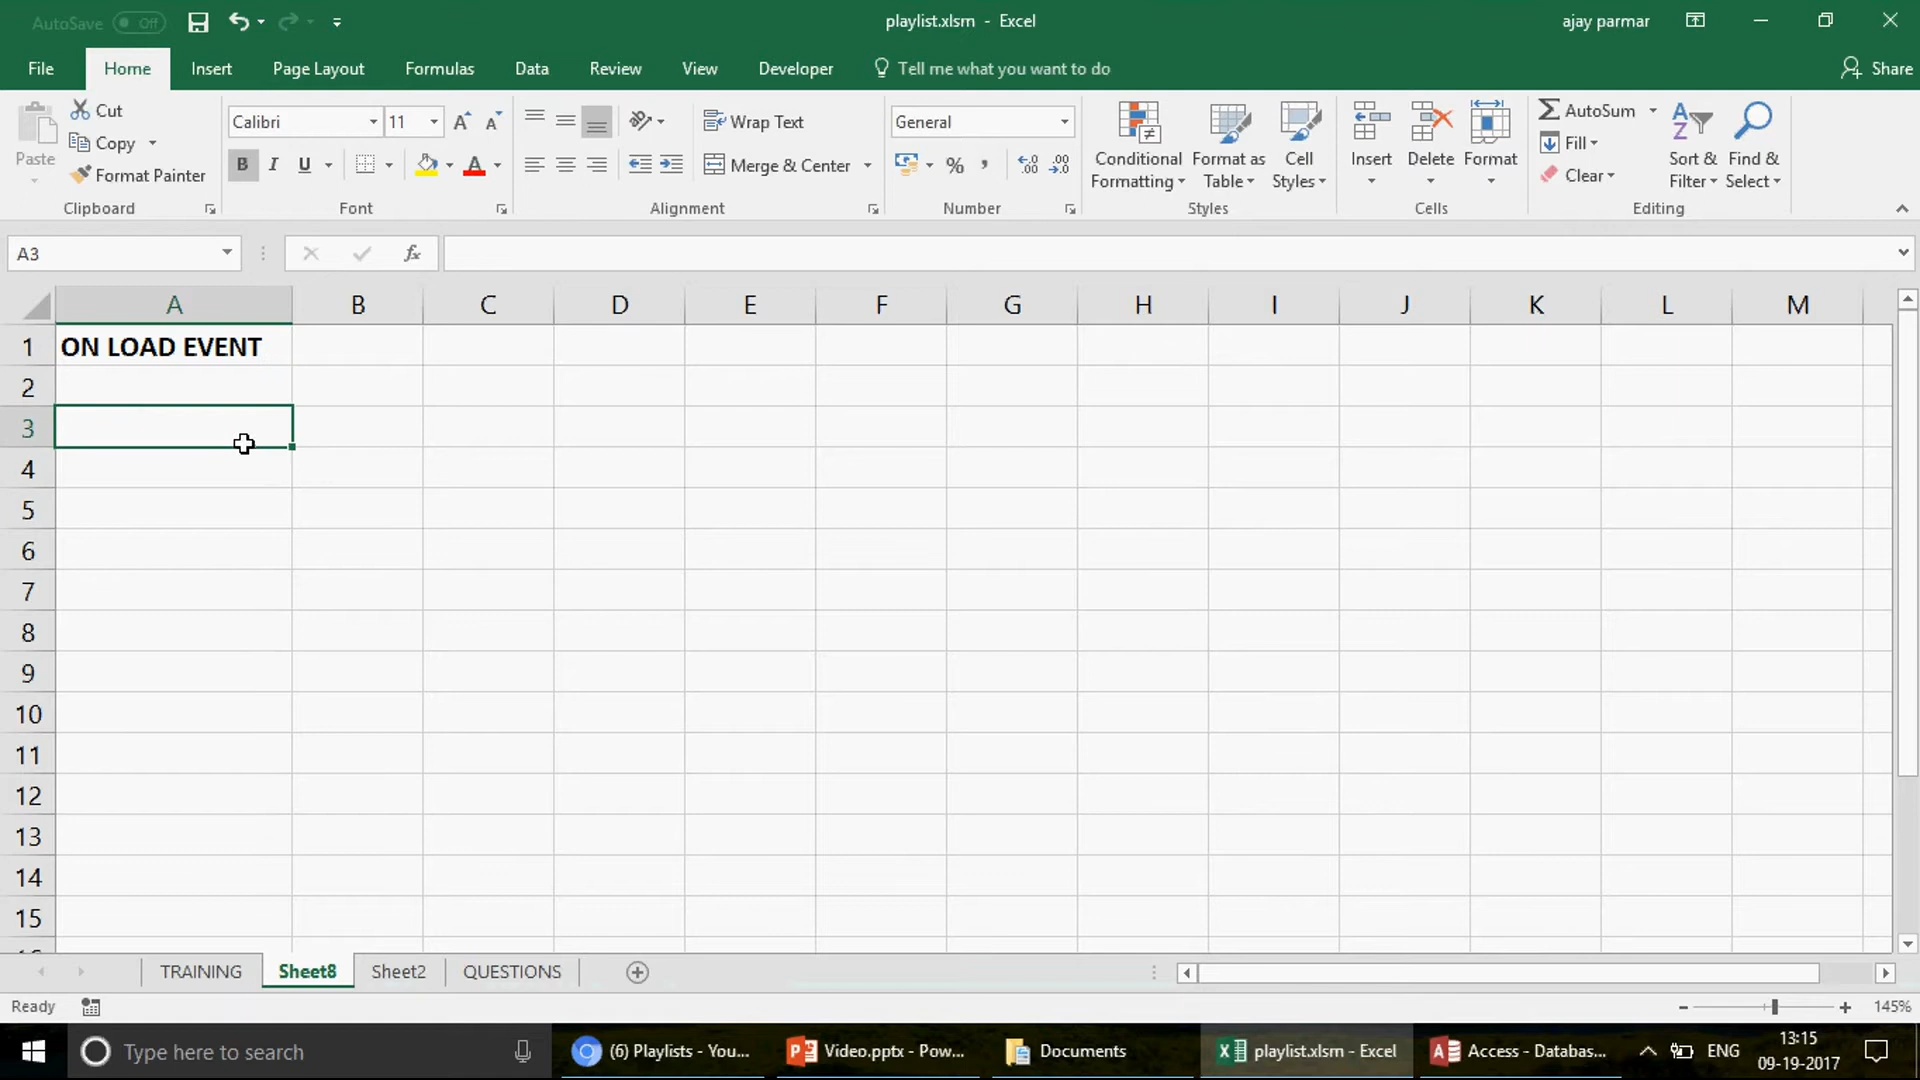 AutoSave Off playlist.xlsm - Excel ajay parmar
File Home Insert Page Layout Formulas Data Review View Developer Tell me what you want to do Share
Paste Cut Copy Format Painter
Calibri 11
B I U A
Wrap Text
Merge & Center
General
%
Conditional Formatting
Format as Table
Cell Styles
Insert Delete Format
AutoSum
Fill
Clear
Sort & Filter
Find & Select
Clipboard Font Alignment Number Styles Cells Editing
A3 fx
A B C D E F G H I J K L M
1 ON LOAD EVENT
2
3
4
5
6
7
8
9
10
11
12
13
14
15
TRAINING Sheet8 Sheet2 QUESTIONS
Ready 145%
Type here to search (6) Playlists - You... Video.pptx - Pow... Documents playlist.xlsm - Excel Access - Databas... ENG 13:15
09-19-2017